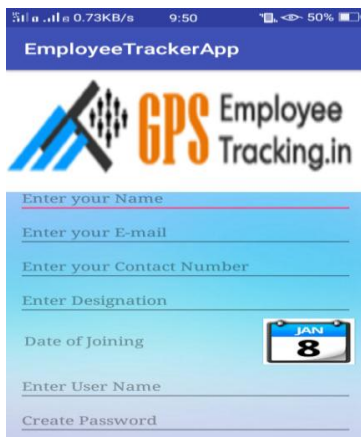 0.73KB/s 9:50 50%
EmployeeTrackerApp
GPS Employee
Tracking.in
Enter your Name
Enter your E-mail
Enter your Contact Number
Enter Designation
Date of Joining
JAN
8
Enter User Name
Create Password